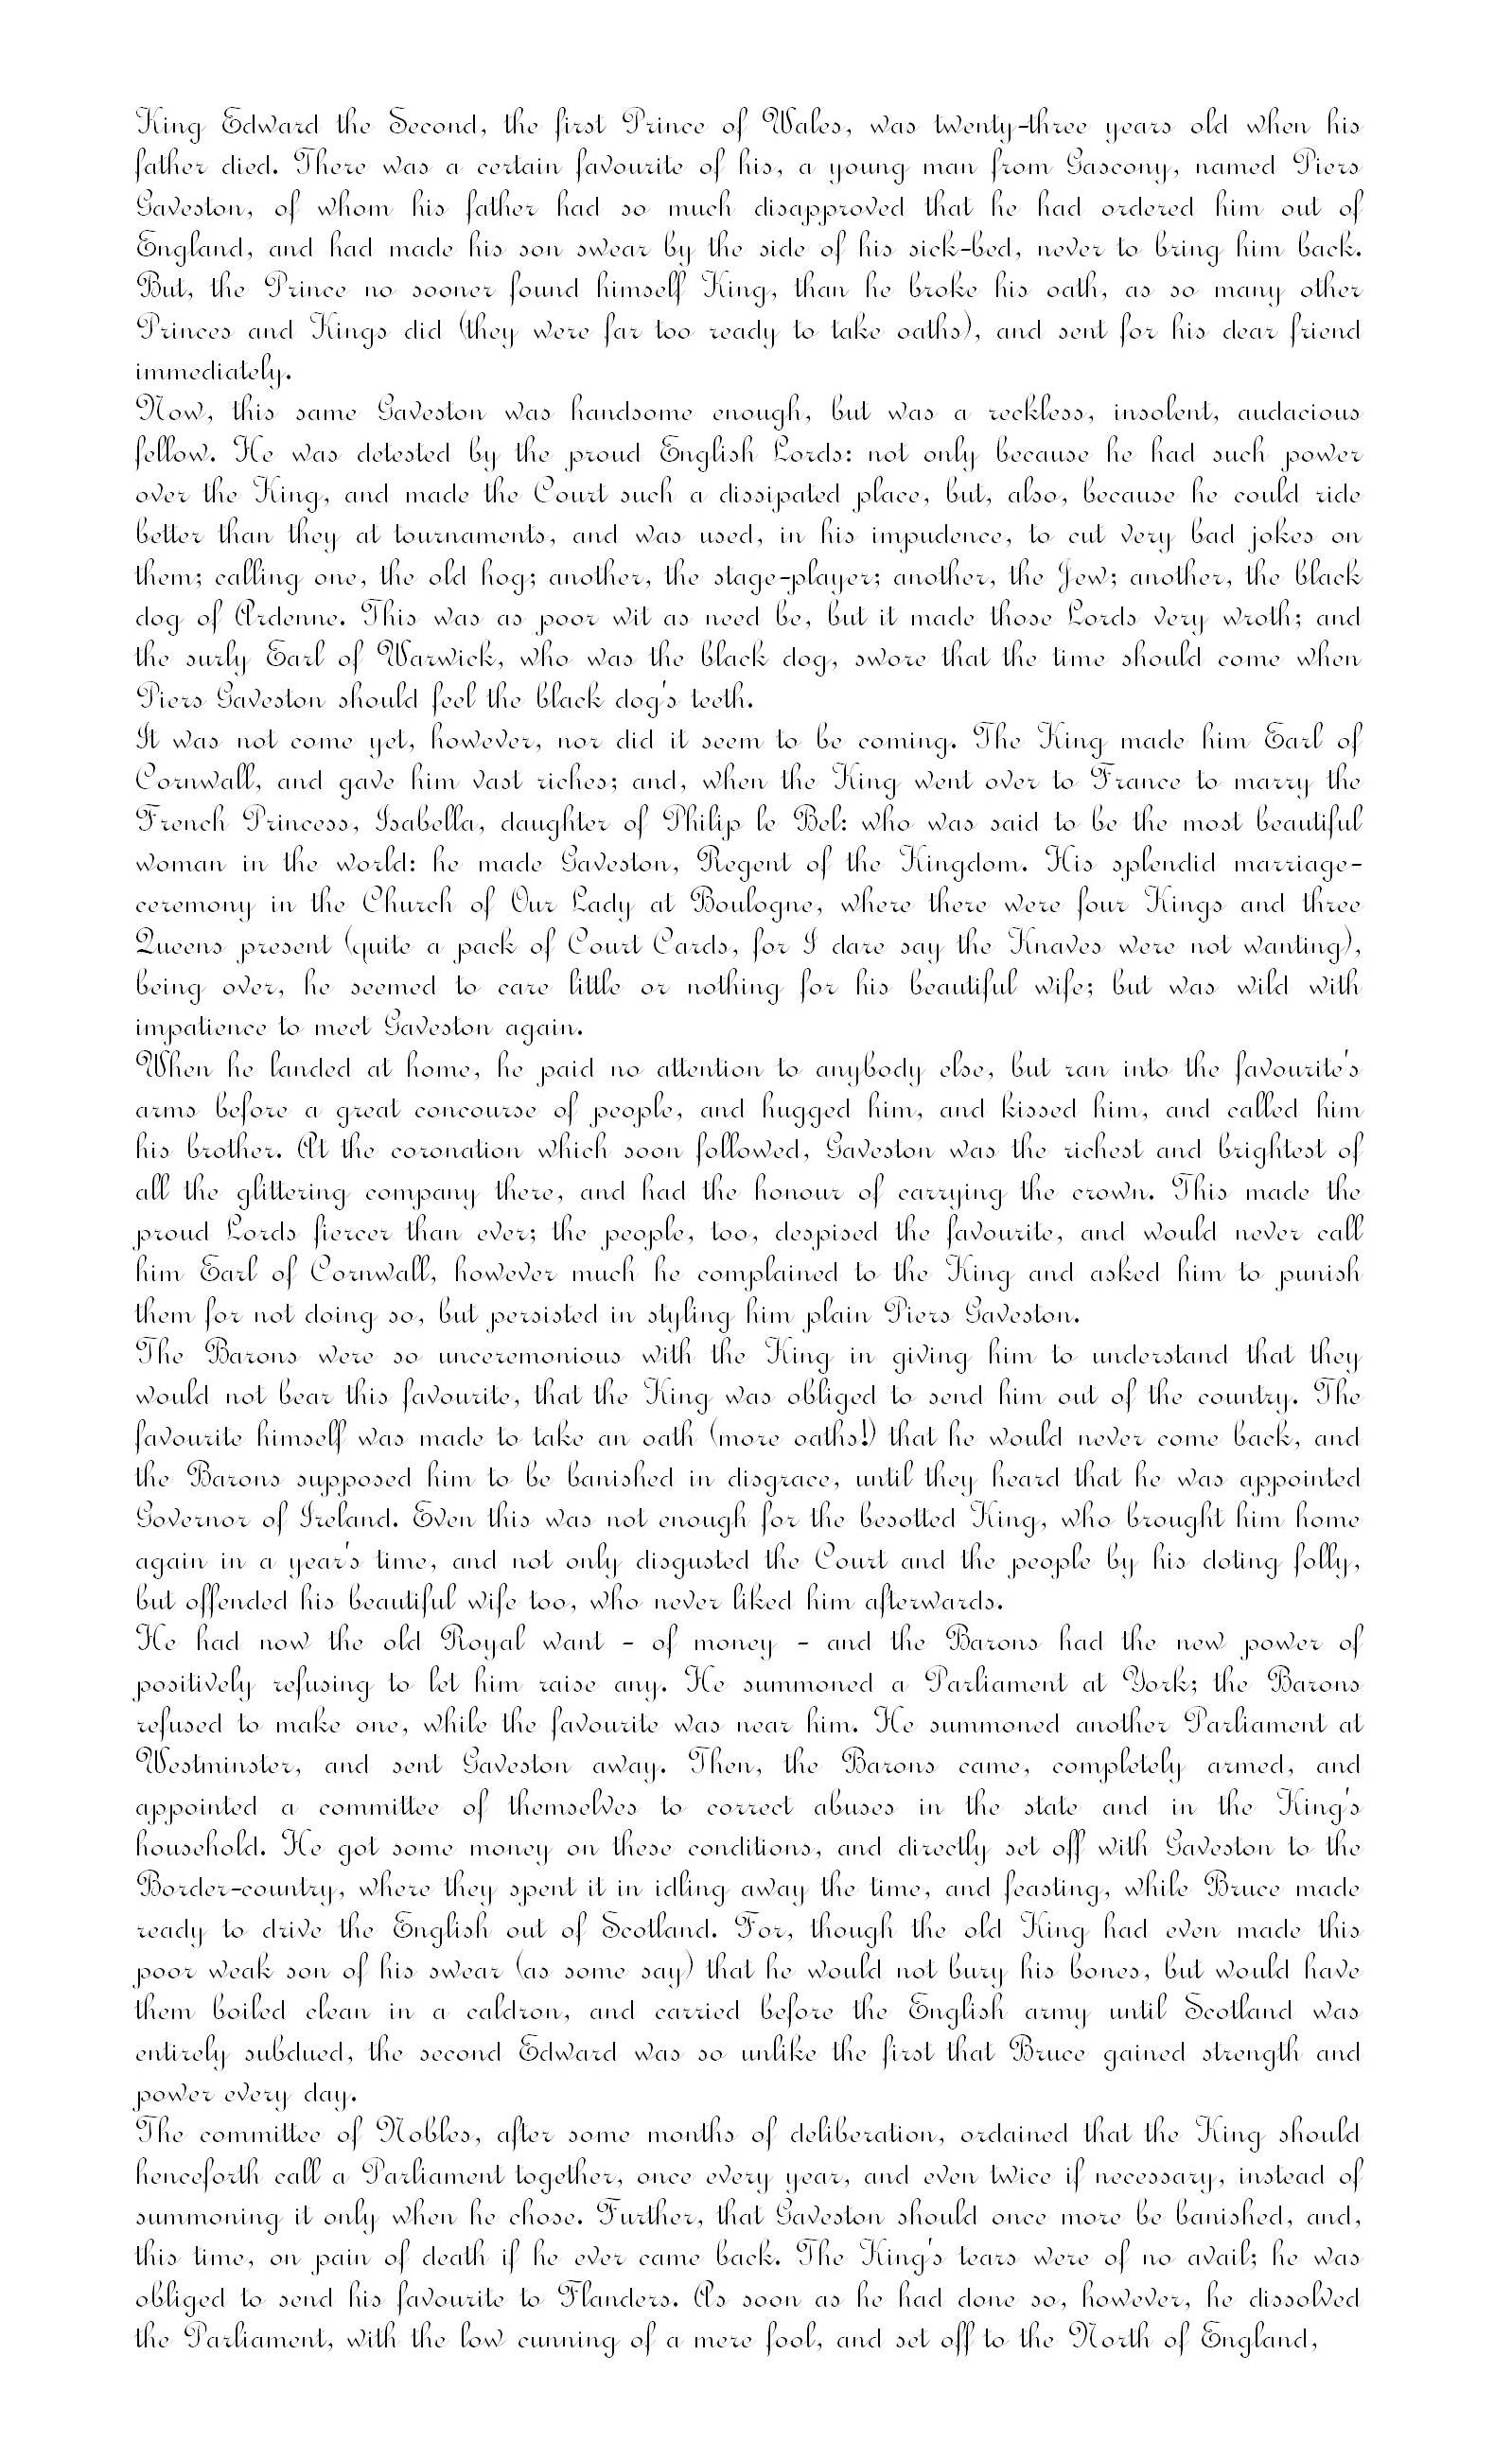 King Edward the Second, the first Prince of Wales, was twenty-three years old when his
father died. There was a certain favourite of his, a young man from Gascony, named Piers
Gaveston, of whom his father had so much disapproved that he had ordered him out of
England, and had made his son swear by the side of his sick-bed, never to bring him back.
But, the Prince no sooner found himself King, than he broke his oath, as so many other
Princes and Kings did (they were far too ready to take oaths), and sent for his dear friend
immediately.
Now, this same Gaveston was handsome enough, but was a reckless, insolent, audacious
fellow. He was detested by the proud English Lords: not only because he had such power
over the King, and made the Court such a dissipated place, but, also, because he could ride
better than they at tournaments, and was used, in his impudence, to cut very bad jokes on
them; calling one, the old hog; another, the stage-player; another, the Jew; another, the black
dog of Ardenne. This was as poor wit as need be, but it made those Lords very wroth; and
the surly Earl of Warwick, who was the black dog, swore that the time should come when
Piers Gaveston should feel the black dog's teeth.
It was not come yet, however, nor did it seem to be coming. The King made him Earl of
Cornwall, and gave him vast riches; and, when the King went over to France to marry the
French Princess, Isabella, daughter of Philip le Bel: who was said to be the most beautiful
woman in the world: he made Gaveston, Regent of the Kingdom. His splendid marriage-
ceremony in the Church of Our Lady at Boulogne, where there were four Kings and three
Queens present (quite a pack of Court Cards, for I dare say the Knaves were not wanting),
being over, he seemed to care little or nothing for his beautiful wife; but was wild with
impatience to meet Gaveston again.
When he landed at home, he paid no attention to anybody else, but ran into the favourite's
arms before a great concourse of people, and hugged him, and kissed him, and called him
his brother. At the coronation which soon followed, Gaveston was the richest and brightest of
all the glittering company there, and had the honour of carrying the crown. This made the
proud Lords fiercer than ever; the people, too, despised the favourite, and would never call
him Earl of Cornwall, however much he complained to the King and asked him to punish
them for not doing so, but persisted in styling him plain Piers Gaveston.
The Barons were so unceremonious with the King in giving him to understand that they
would not bear this favourite, that the King was obliged to send him out of the country. The
favourite himself was made to take an oath (more oaths!) that he would never come back, and
the Barons supposed him to be banished in disgrace, until they heard that he was appointed
Governor of Ireland. Even this was not enough for the besotted King, who brought him home
again in a year's time, and not only disgusted the Court and the people by his doting folly,
but offended his beautiful wife too, who never liked him afterwards.
He had now the old Royal want - of money - and the Barons had the new power of
positively refusing to let him raise any. He summoned a Parliament at York; the Barons
refused to make one, while the favourite was near him. He summoned another Parliament at
Westminster, and sent Gaveston away. Then, the Barons came, completely armed, and
appointed a committee of themselves to correct abuses in the state and in the King's
household. He got some money on these conditions, and directly set off with Gaveston to the
Border-country, where they spent it in idling away the time, and feasting, while Bruce made
ready to drive the English out of Scotland. For, though the old King had even made this
poor weak son of his swear (as some say) that he would not bury his bones, but would have
them boiled clean in a caldron, and carried before the English army until Scotland was
entirely subdued, the second Edward was so unlike the first that Bruce gained strength and
power every day.
The committee of Nobles, after some months of deliberation, ordained that the King should
henceforth call a Parliament together, once every year, and even twice if necessary, instead of
summoning it only when he chose. Further, that Gaveston should once more be banished, and,
this time, on pain of death if he ever came back. The King's tears were of no avail; he was
obliged to send his favourite to Flanders. As soon as he had done so, however, he dissolved
the Parliament, with the low cunning of a mere fool, and set off to the North of England,